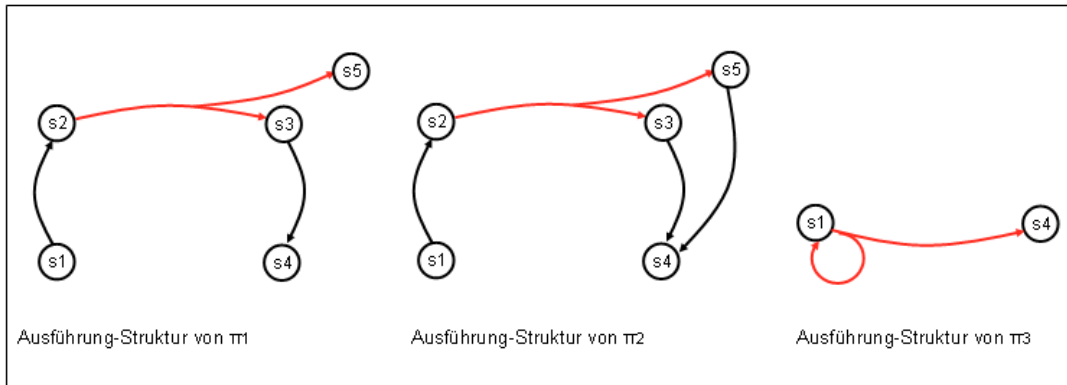 s5
s2
s3
s1
s4
Ausführung-Struktur von π1
s5
s2
s3
s1
s4
Ausführung-Struktur von π2
s1
s4
Ausführung-Struktur von π3